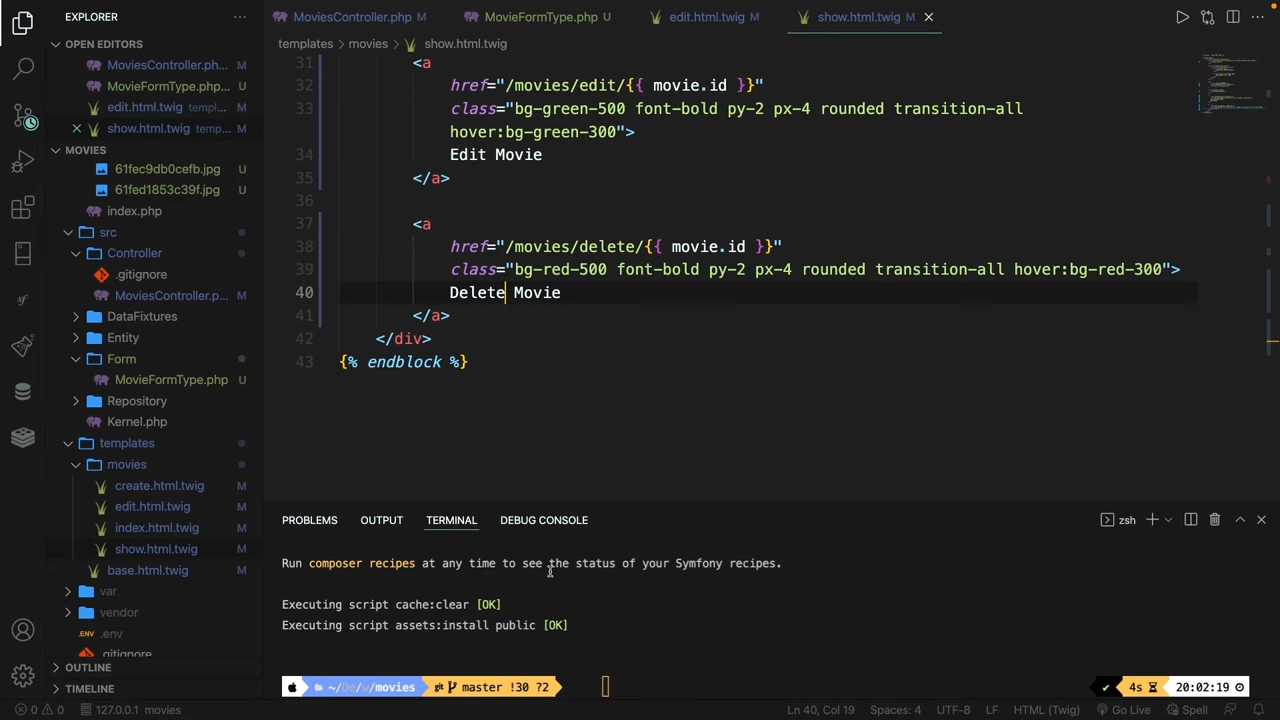 EXPLORER
OPEN EDITORS
MoviesController.ph... M
MovieFormType.php... U
edit.html.twig templ... M
show.html.twig temp... M
MOVIES
61fec9db0cefb.jpg U
61fed1853c39f.jpg U
index.php
src
Controller
.gitignore
MoviesController.p... M
DataFixtures
Entity
Form
MovieFormType.php U
Repository
Kernel.php
templates
movies
create.html.twig M
edit.html.twig M
index.html.twig M
show.html.twig M
base.html.twig M
var
vendor
.env
.gitignore
OUTLINE
TIMELINE
MoviesController.php M
MovieFormType.php U
edit.html.twig M
show.html.twig M
templates > movies > show.html.twig
31 <a
32 href="/movies/edit/{{ movie.id }}"
33 class="bg-green-500 font-bold py-2 px-4 rounded transition-all
hover:bg-green-300">
34 Edit Movie
35 </a>
36
37 <a
38 href="/movies/delete/{{ movie.id }}"
39 class="bg-red-500 font-bold py-2 px-4 rounded transition-all hover:bg-red-300">
40 Delete Movie
41 </a>
42 </div>
43 {% endblock %}
PROBLEMS OUTPUT TERMINAL DEBUG CONSOLE
zsh
Run composer recipes at any time to see the status of your Symfony recipes.
Executing script cache:clear [OK]
Executing script assets:install public [OK]
~/De/w/movies master !30 ?2
4s 20:02:19
0 0 127.0.0.1 movies
Ln 40, Col 19 Spaces: 4 UTF-8 LF HTML (Twig) Go Live Spell